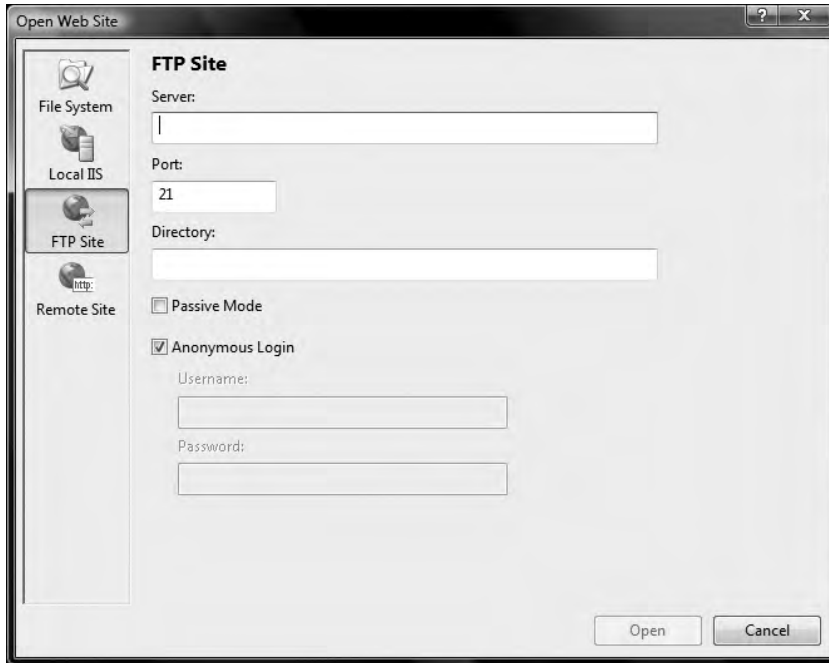 Open Web Site
?
X
File System
Local IIS
FTP Site
http:
Remote Site
FTP Site
Server:
Port:
21
Directory:
Passive Mode
Anonymous Login
Username:
Password:
Open
Cancel